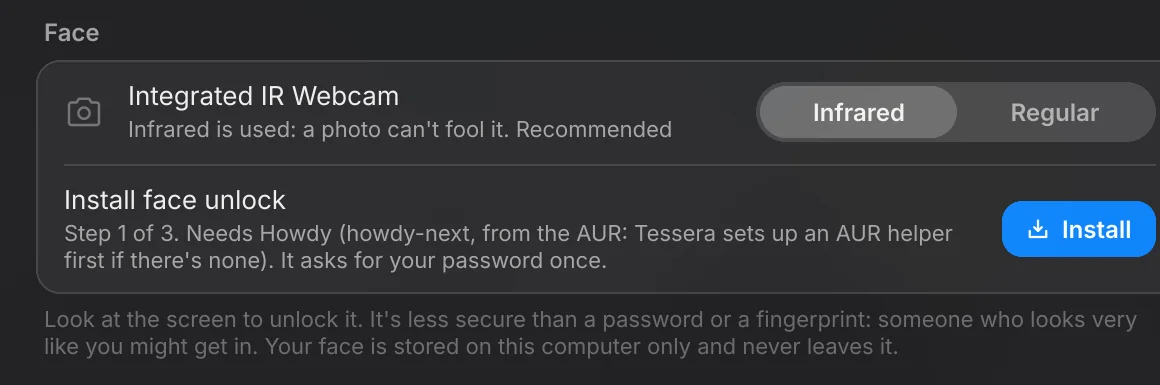 Face
Integrated IR Webcam
Infrared is used: a photo can't fool it. Recommended
Infrared
Regular
Install face unlock
Step 1 of 3. Needs Howdy (howdy-next, from the AUR: Tessera sets up an AUR helper
first if there's none). It asks for your password once.
Install
Look at the screen to unlock it. It's less secure than a password or a fingerprint: someone who looks very
like you might get in. Your face is stored on this computer only and never leaves it.